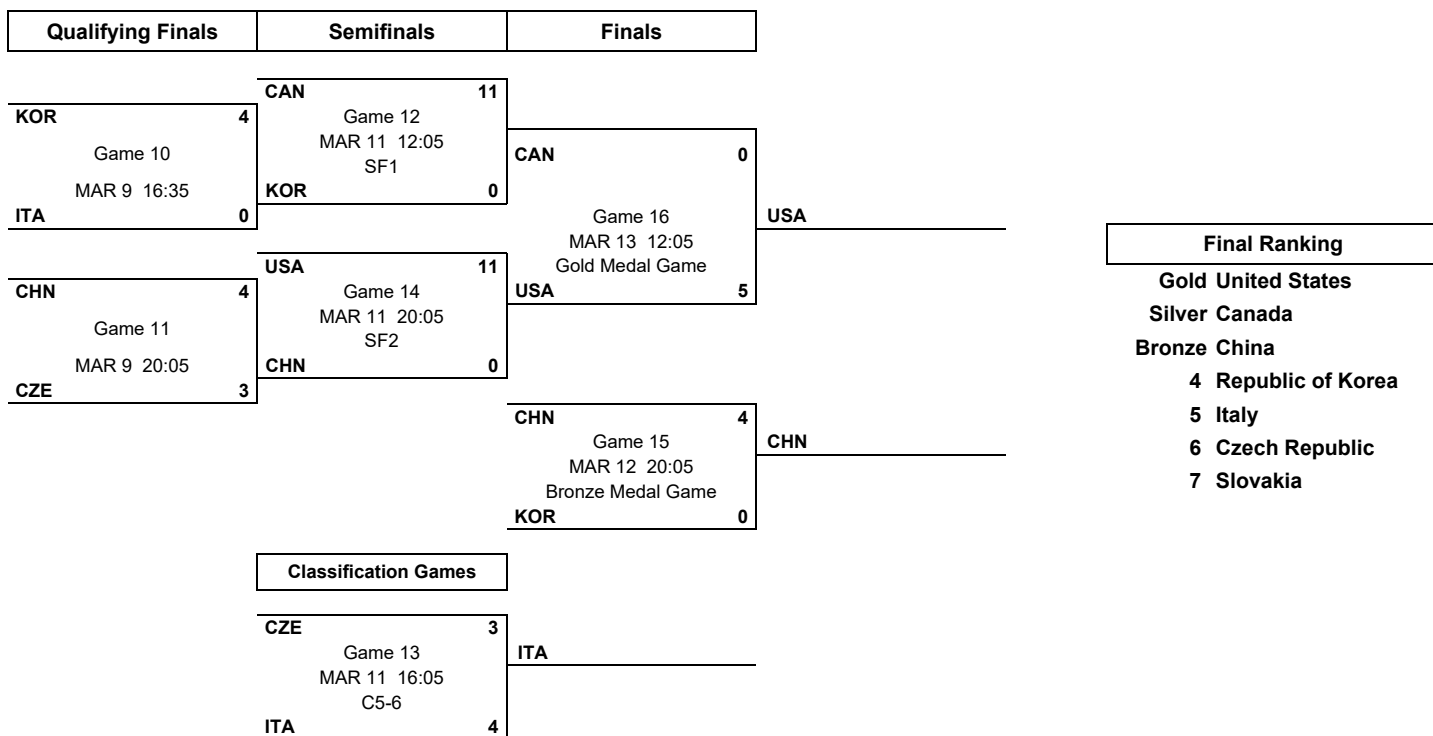 Qualifying Finals
Semifinals
Finals
KOR 4
Game 10
MAR 9 16:35
ITA 0
CHN 4
Game 11
MAR 9 20:05
CZE 3
CAN 11
Game 12
MAR 11 12:05
SF1
KOR 0
USA 11
Game 14
MAR 11 20:05
SF2
CHN 0
CAN 0
Game 16
MAR 13 12:05
Gold Medal Game
USA 5
USA
CHN 4
Game 15
MAR 12 20:05
Bronze Medal Game
KOR 0
CHN
Classification Games
CZE 3
Game 13
MAR 11 16:05
C5-6
ITA 4
ITA
Final Ranking
Gold United States
Silver Canada
Bronze China
4 Republic of Korea
5 Italy
6 Czech Republic
7 Slovakia